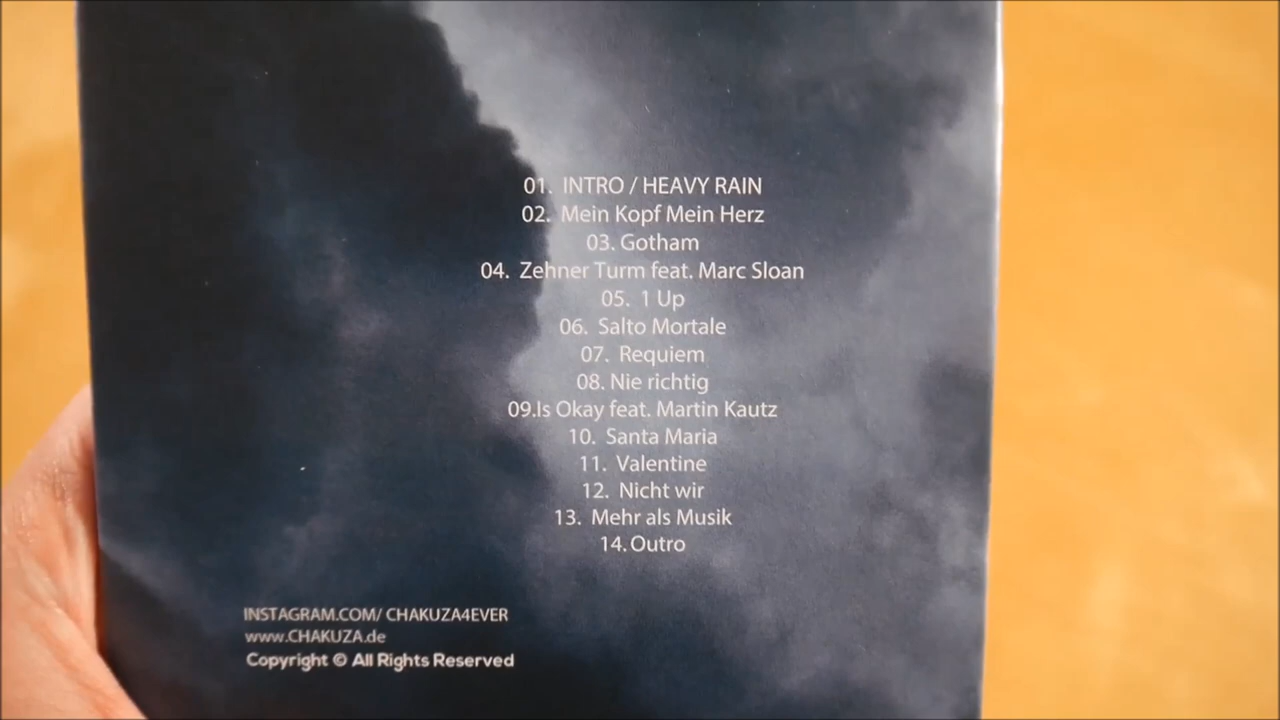 01. INTRO / HEAVY RAIN
02. Mein Kopf Mein Herz
03. Gotham
04. Zehner Turm feat. Marc Sloan
05. 1 Up
06. Salto Mortale
07. Requiem
08. Nie richtig
09.Is Okay feat. Martin Kautz
10. Santa Maria
11. Valentine
12. Nicht wir
13. Mehr als Musik
14. Outro
INSTAGRAM.COM/ CHAKUZA4EVER
www.CHAKUZA.de
Copyright © All Rights Reserved